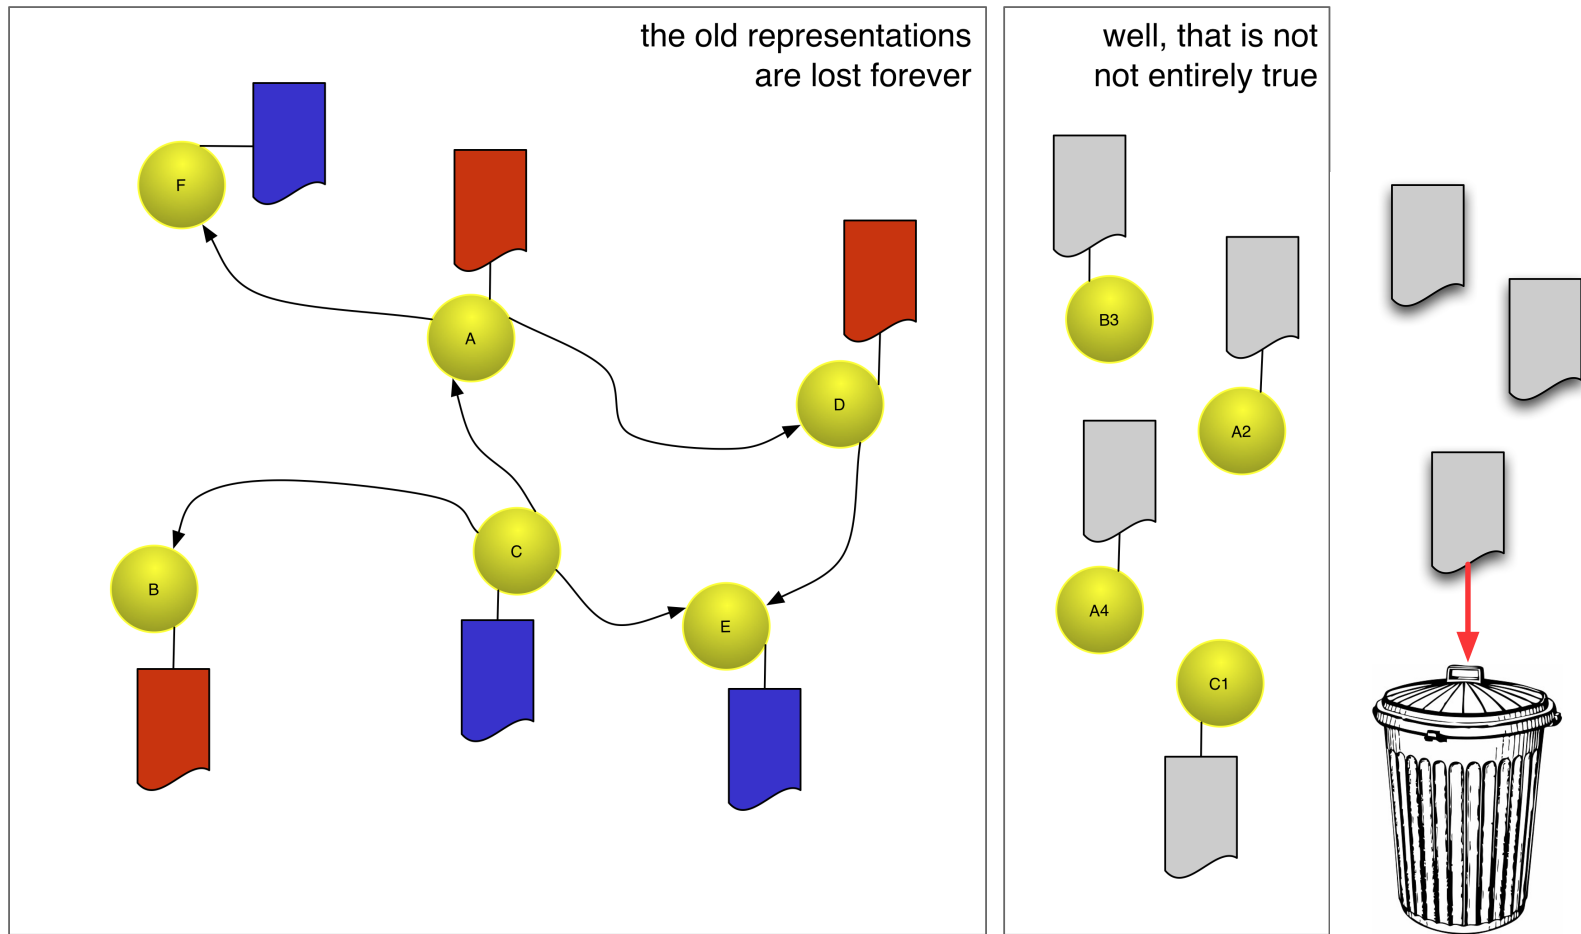 the old representations
are lost forever
well, that is not
not entirely true
F
A
D
C
B
E
B3
A2
A4
C1